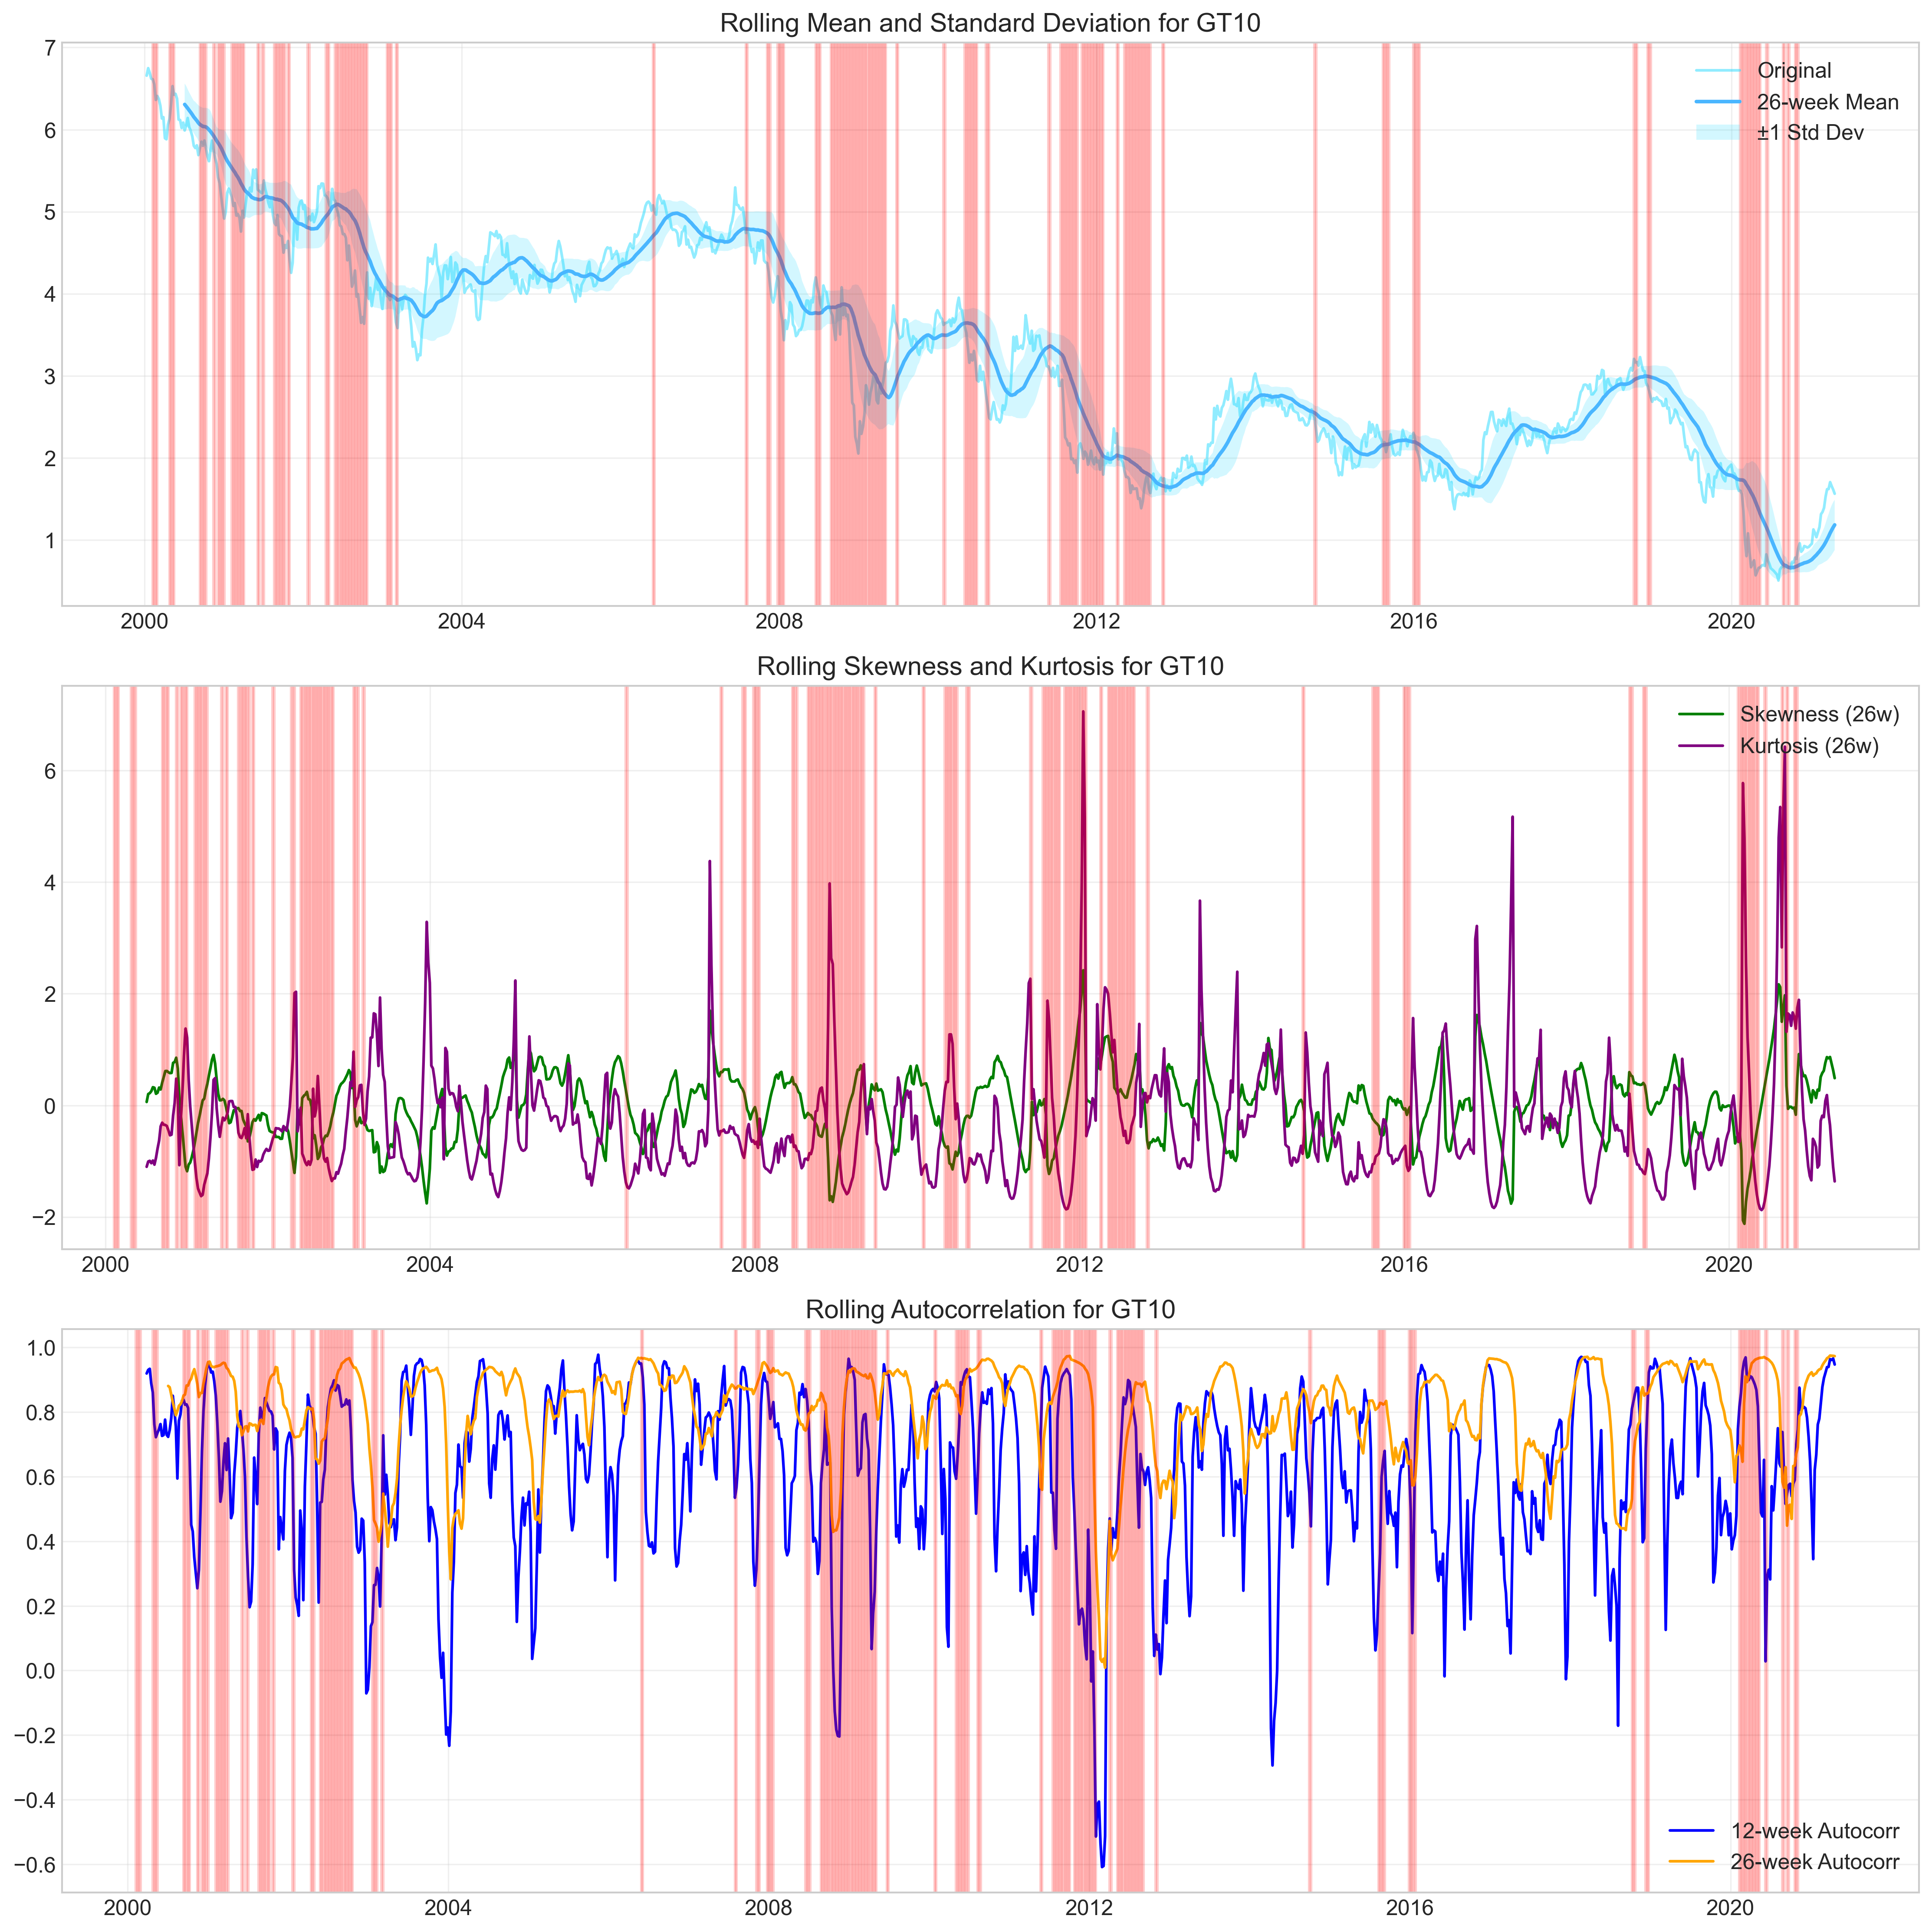 Rolling Mean and Standard Deviation for GT10
7
6
5
4
3
2
1
Original
26-week Mean
±1 Std Dev
2000 2004 2008 2012 2016 2020
Rolling Skewness and Kurtosis for GT10
6
4
2
0
−2
Skewness (26w)
Kurtosis (26w)
2000 2004 2008 2012 2016 2020
Rolling Autocorrelation for GT10
1.0
0.8
0.6
0.4
0.2
0.0
−0.2
−0.4
−0.6
12-week Autocorr
26-week Autocorr
2000 2004 2008 2012 2016 2020